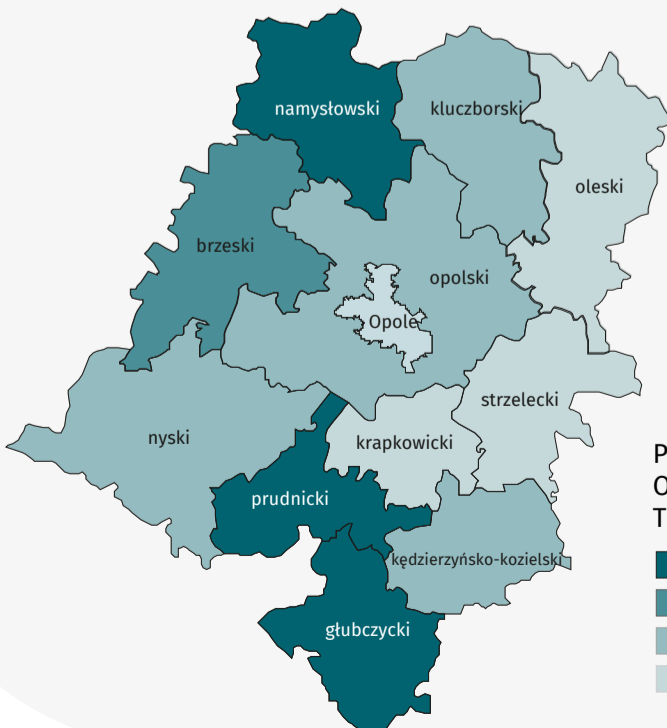 namysłowski
kluczborski
oleski
brzeski
opolski
Opole
strzelecki
nyski
krapkowicki
P
O
T
prudnicki
kędzierzyńsko-kozielski
głubczycki